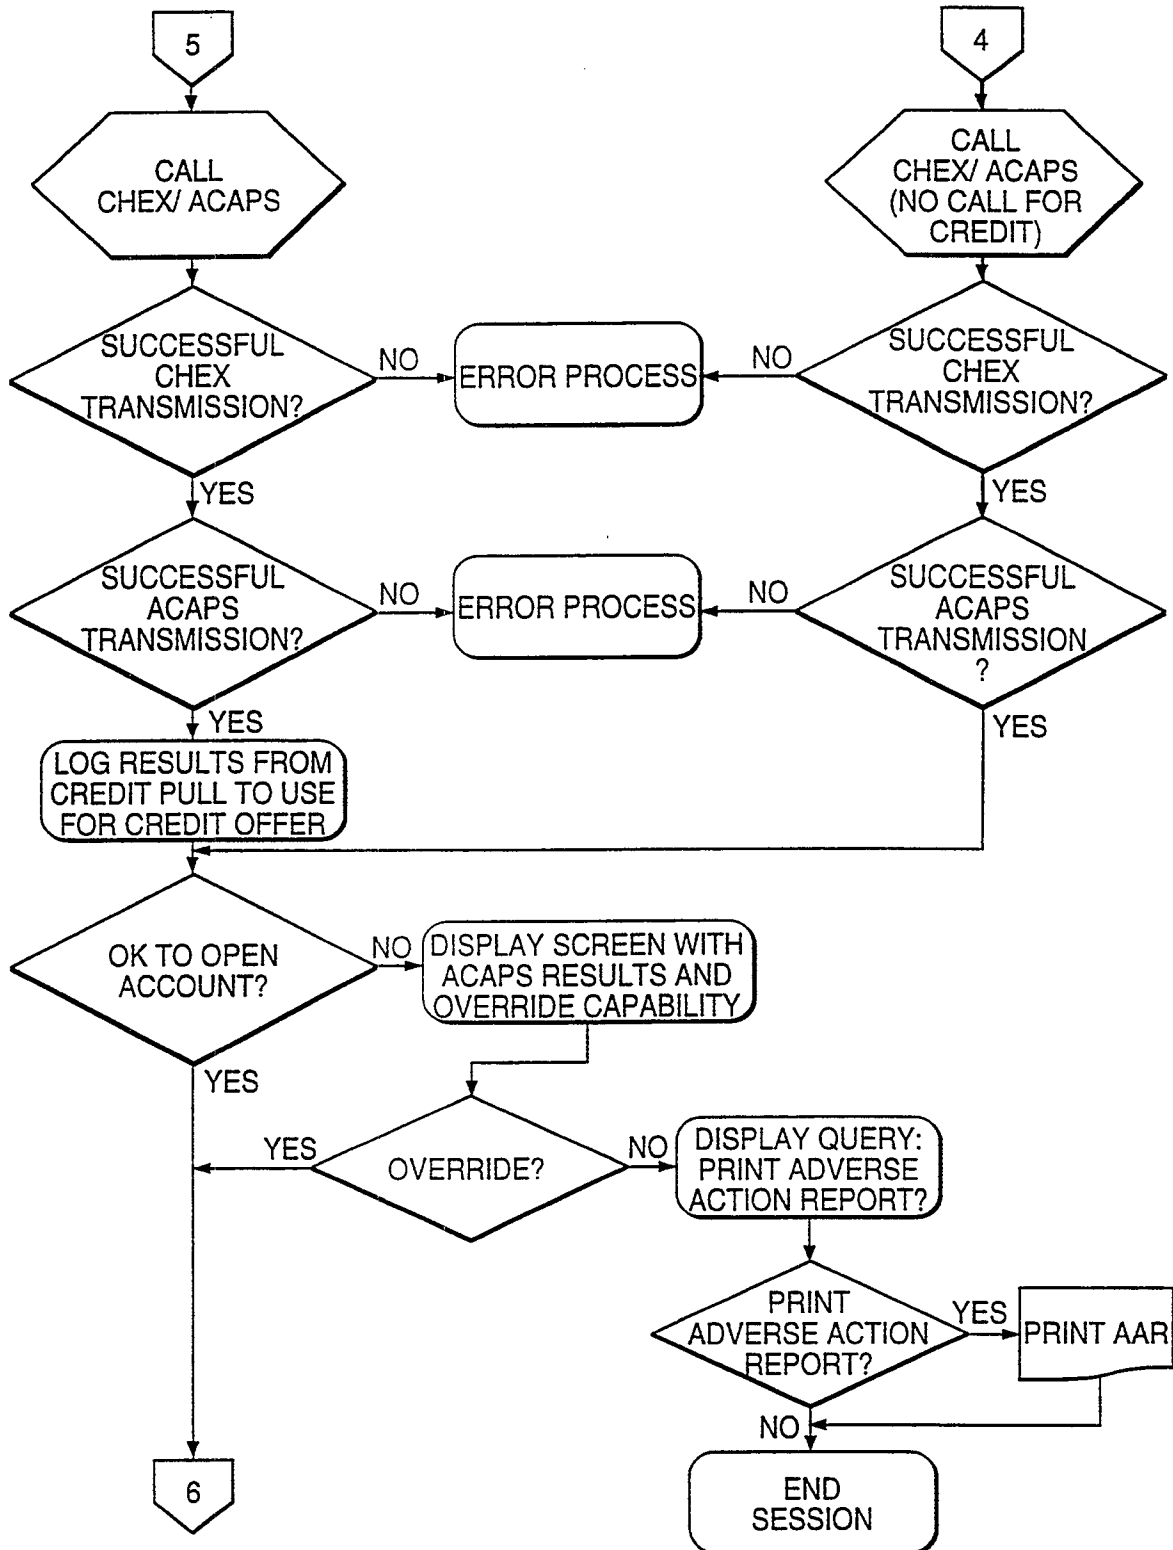 5
4
CALL
CHEX/ ACAPS
CALL
CHEX/ ACAPS
(NO CALL FOR
CREDIT)
SUCCESSFUL
CHEX
TRANSMISSION?
NO
ERROR PROCESS
NO
SUCCESSFUL
CHEX
TRANSMISSION?
YES
YES
SUCCESSFUL
ACAPS
TRANSMISSION?
NO
ERROR PROCESS
NO
SUCCESSFUL
ACAPS
TRANSMISSION
?
YES
YES
LOG RESULTS FROM
CREDIT PULL TO USE
FOR CREDIT OFFER
OK TO OPEN
ACCOUNT?
NO
DISPLAY SCREEN WITH
ACAPS RESULTS AND
OVERRIDE CAPABILITY
YES
YES
OVERRIDE?
NO
DISPLAY QUERY:
PRINT ADVERSE
ACTION REPORT?
PRINT
ADVERSE ACTION
REPORT?
YES
PRINT AAR
NO
6
END
SESSION